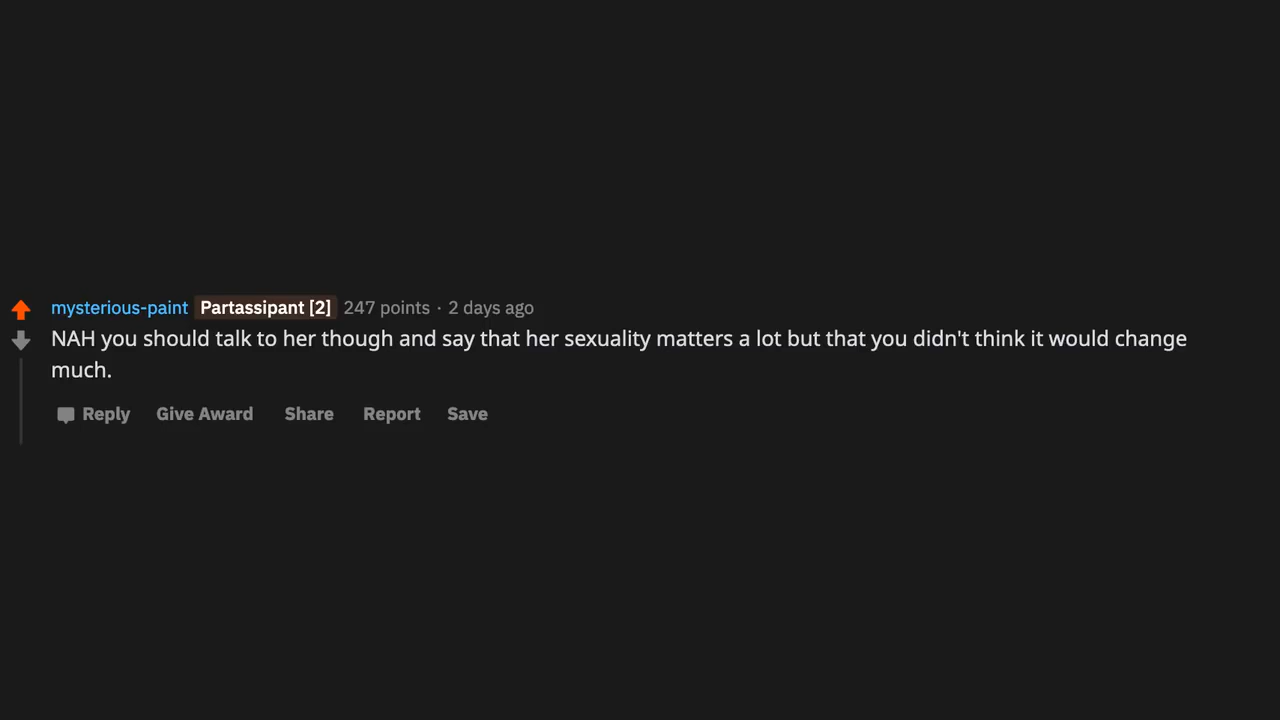 mysterious-paint Partassipant [2] 247 points · 2 days ago
NAH you should talk to her though and say that her sexuality matters a lot but that you didn't think it would change
much.
Reply Give Award Share Report Save